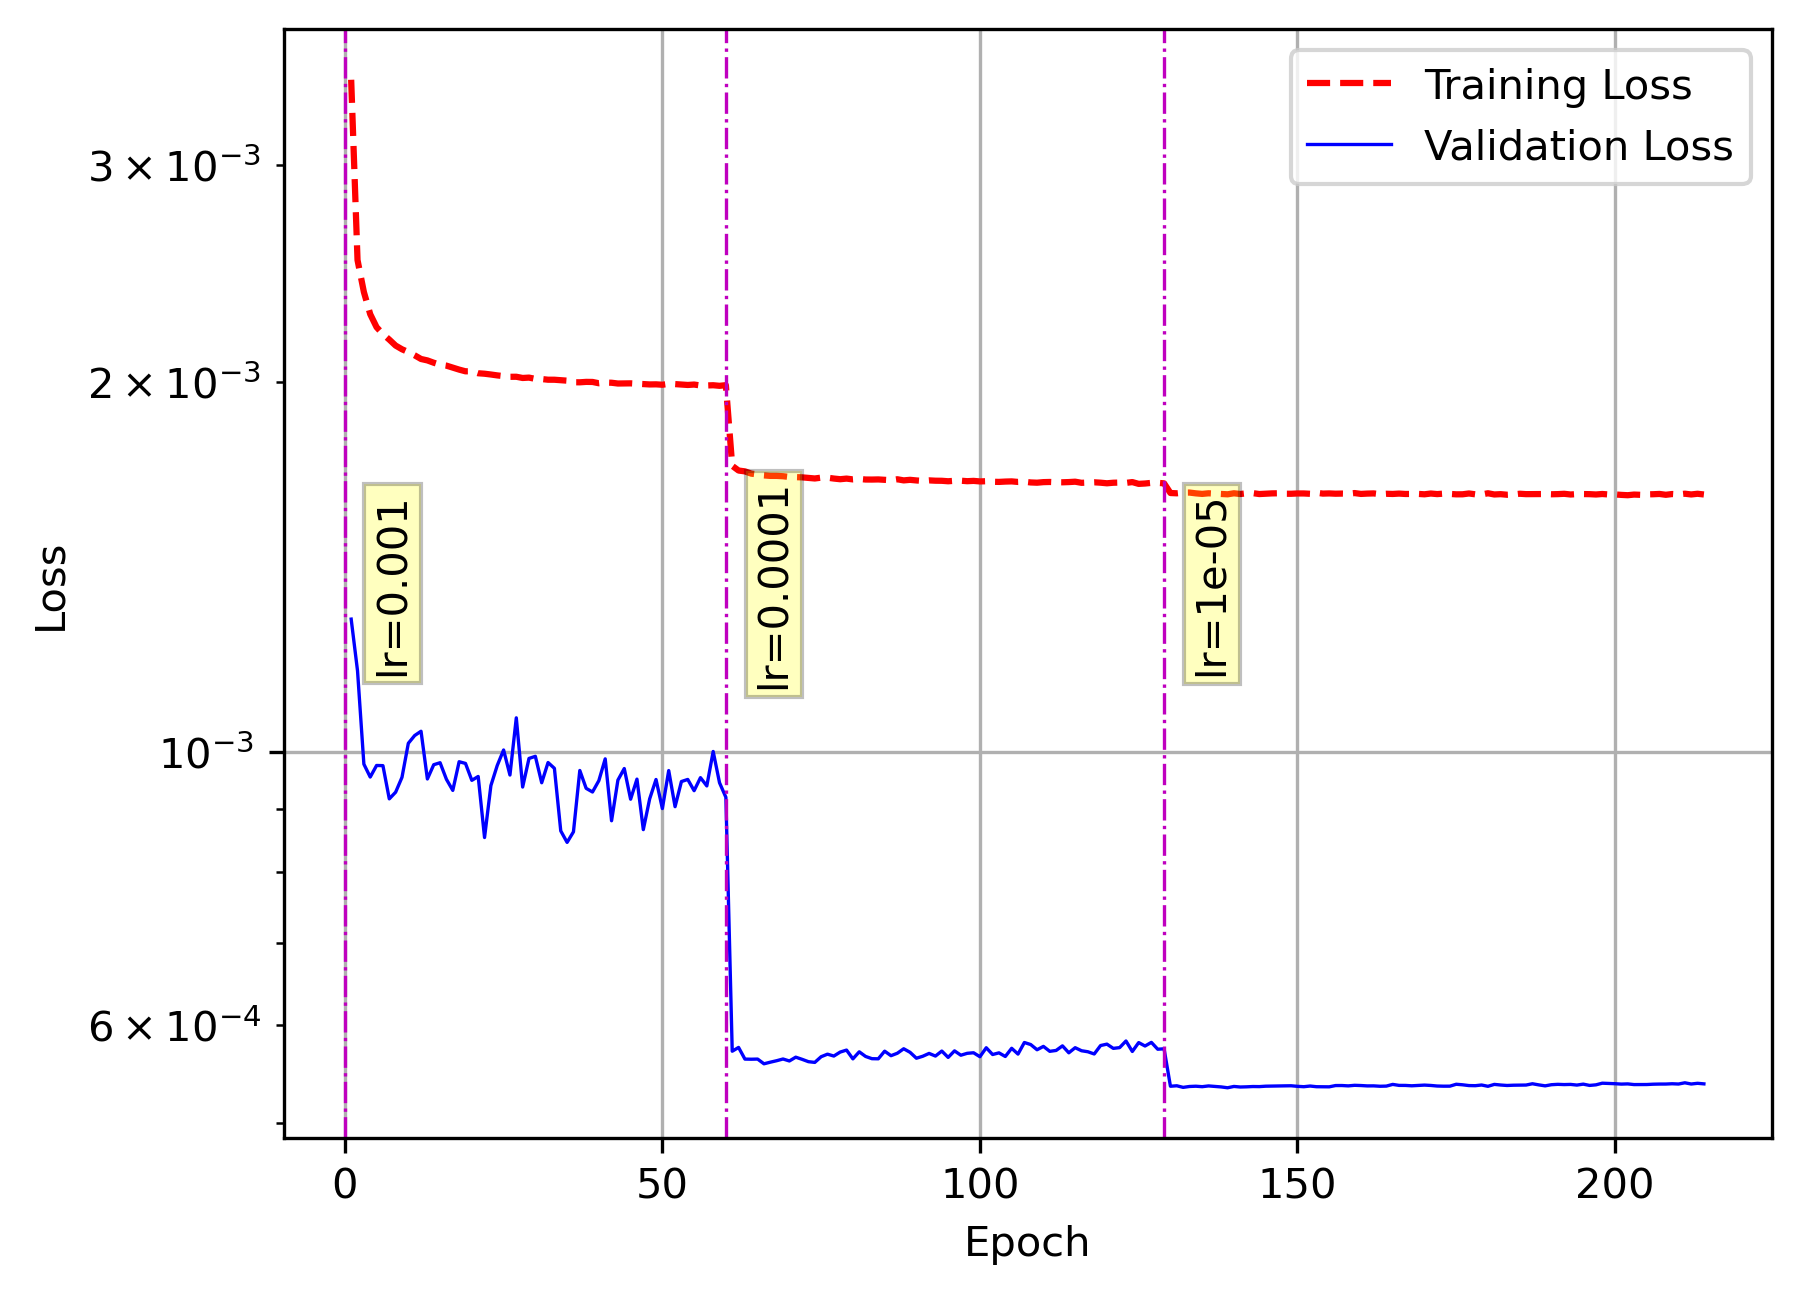 Training Loss
Validation Loss
3×10⁻³
2×10⁻³
10⁻³
6×10⁻⁴
Loss
lr=0.001
lr=0.0001
lr=1e-05
0 50 100 150 200
Epoch